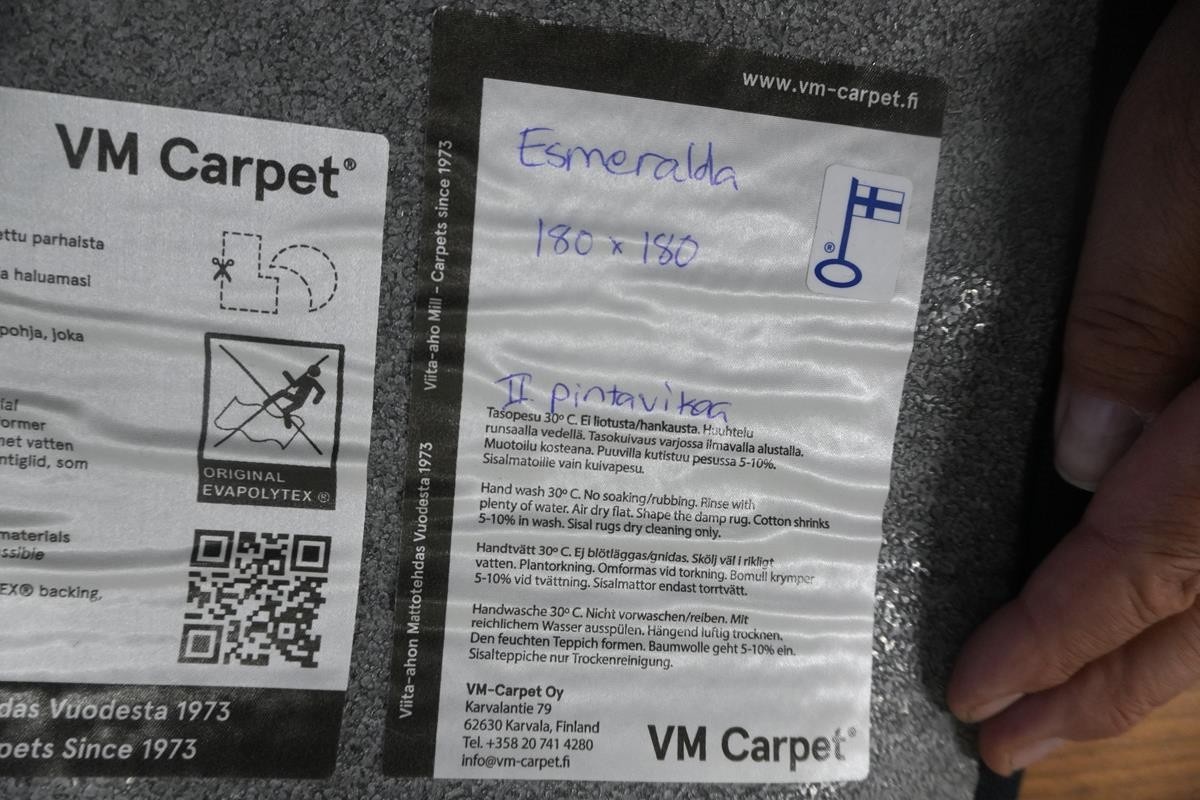 VM Carpet®
ettu parhaista
a haluamasi
pohja, joka
ial
ormer
net vatten
ntiglid, som
materials
ssible
EX® backing,
ORIGINAL
EVAPOLYTEX ®
das Vuodesta 1973
pets Since 1973
Viita-aho Mill – Carpets since 1973
Viita-ahon Mattotehdas Vuodesta 1973
www.vm-carpet.fi
Esmeralda
180 x 180
®
II pintavikaa
Tasopesu 30º C. Ei liotusta/hankausta. Huuhtelu
runsaalla vedellä. Tasokuivaus varjossa ilmavalla alustalla.
Muotoilu kosteana. Puuvilla kutistuu pesussa 5-10%.
Sisalmatoille vain kuivapesu.
Hand wash 30º C. No soaking/rubbing. Rinse with
plenty of water. Air dry flat. Shape the damp rug. Cotton shrinks
5-10% in wash. Sisal rugs dry cleaning only.
Handtvätt 30º C. Ej blötläggas/gnidas. Skölj väl i rikligt
vatten. Plantorkning. Omformas vid torkning. Bomull krymper
5-10% vid tvättning. Sisalmattor endast torrtvätt.
Handwasche 30º C. Nicht vorwaschen/reiben. Mit
reichlichem Wasser ausspülen. Hängend luftig trocknen.
Den feuchten Teppich formen. Baumwolle geht 5-10% ein.
Sisalteppiche nur Trockenreinigung.
VM-Carpet Oy
Karvalantie 79
62630 Karvala, Finland
Tel. +358 20 741 4280
info@vm-carpet.fi
VM Carpet®